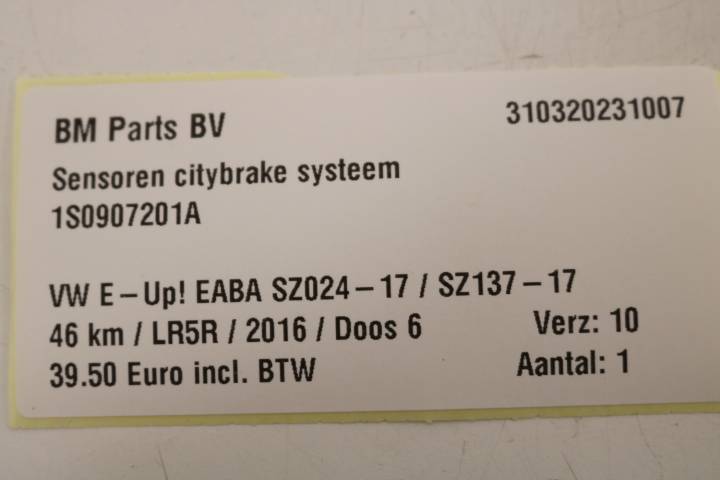 BM Parts BV 310320231007
Sensoren citybrake systeem
1S0907201A
VW E-Up! EABA SZ024-17 / SZ137-17
46 km / LR5R / 2016 / Doos 6 Verz: 10
39.50 Euro incl. BTW Aantal: 1